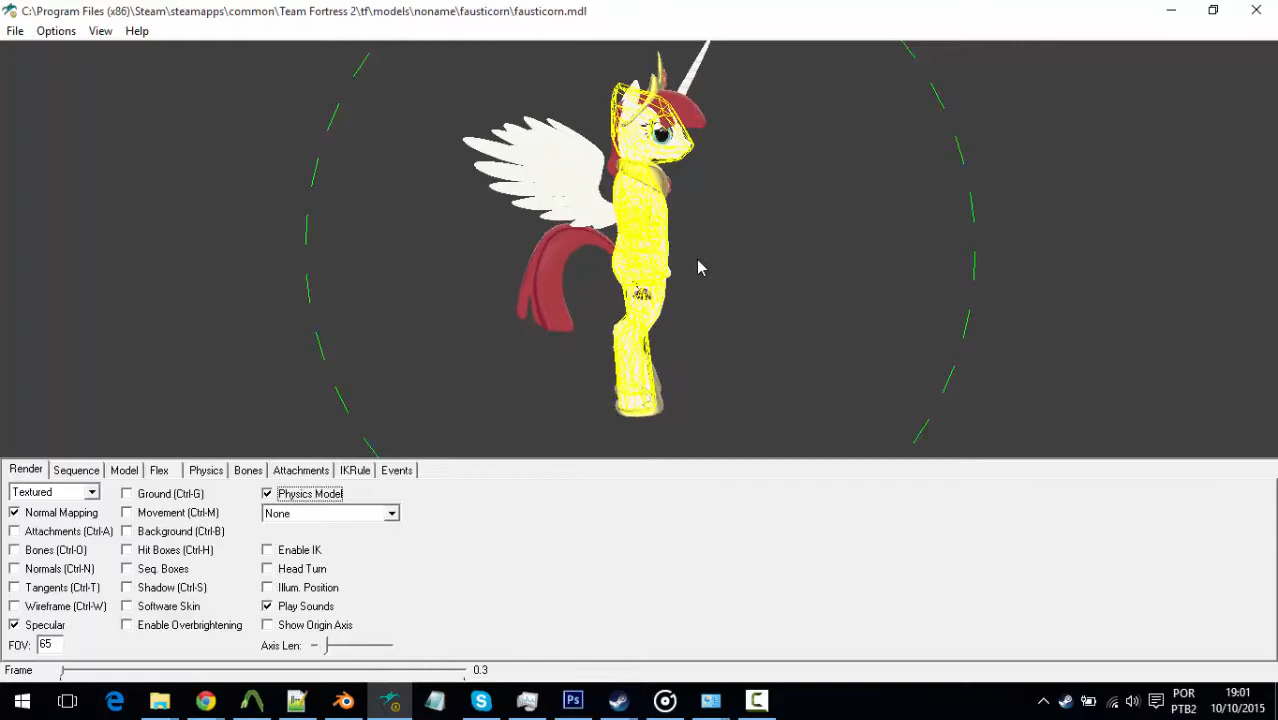 C:\Program Files (x86)\Steam\steamapps\common\Team Fortress 2\tf\models\noname\fausticorn\fausticorn.mdl
File Options View Help
Render Sequence Model Flex Physics Bones Attachments IKRule Events
Textured Ground (Ctrl-G) Physics Model
Normal Mapping Movement (Ctrl-M) None
Attachments (Ctrl-A) Background (Ctrl-B)
Bones (Ctrl-O) Hit Boxes (Ctrl-H) Enable IK
Normals (Ctrl-N) Seq. Boxes Head Turn
Tangents (Ctrl-T) Shadow (Ctrl-S) Illum. Position
Wireframe (Ctrl-W) Software Skin Play Sounds
Specular Enable Overbrightening Show Origin Axis
FOV: 65 Axis Len:
Frame 0.3
POR 19:01
PTB2 10/10/2015